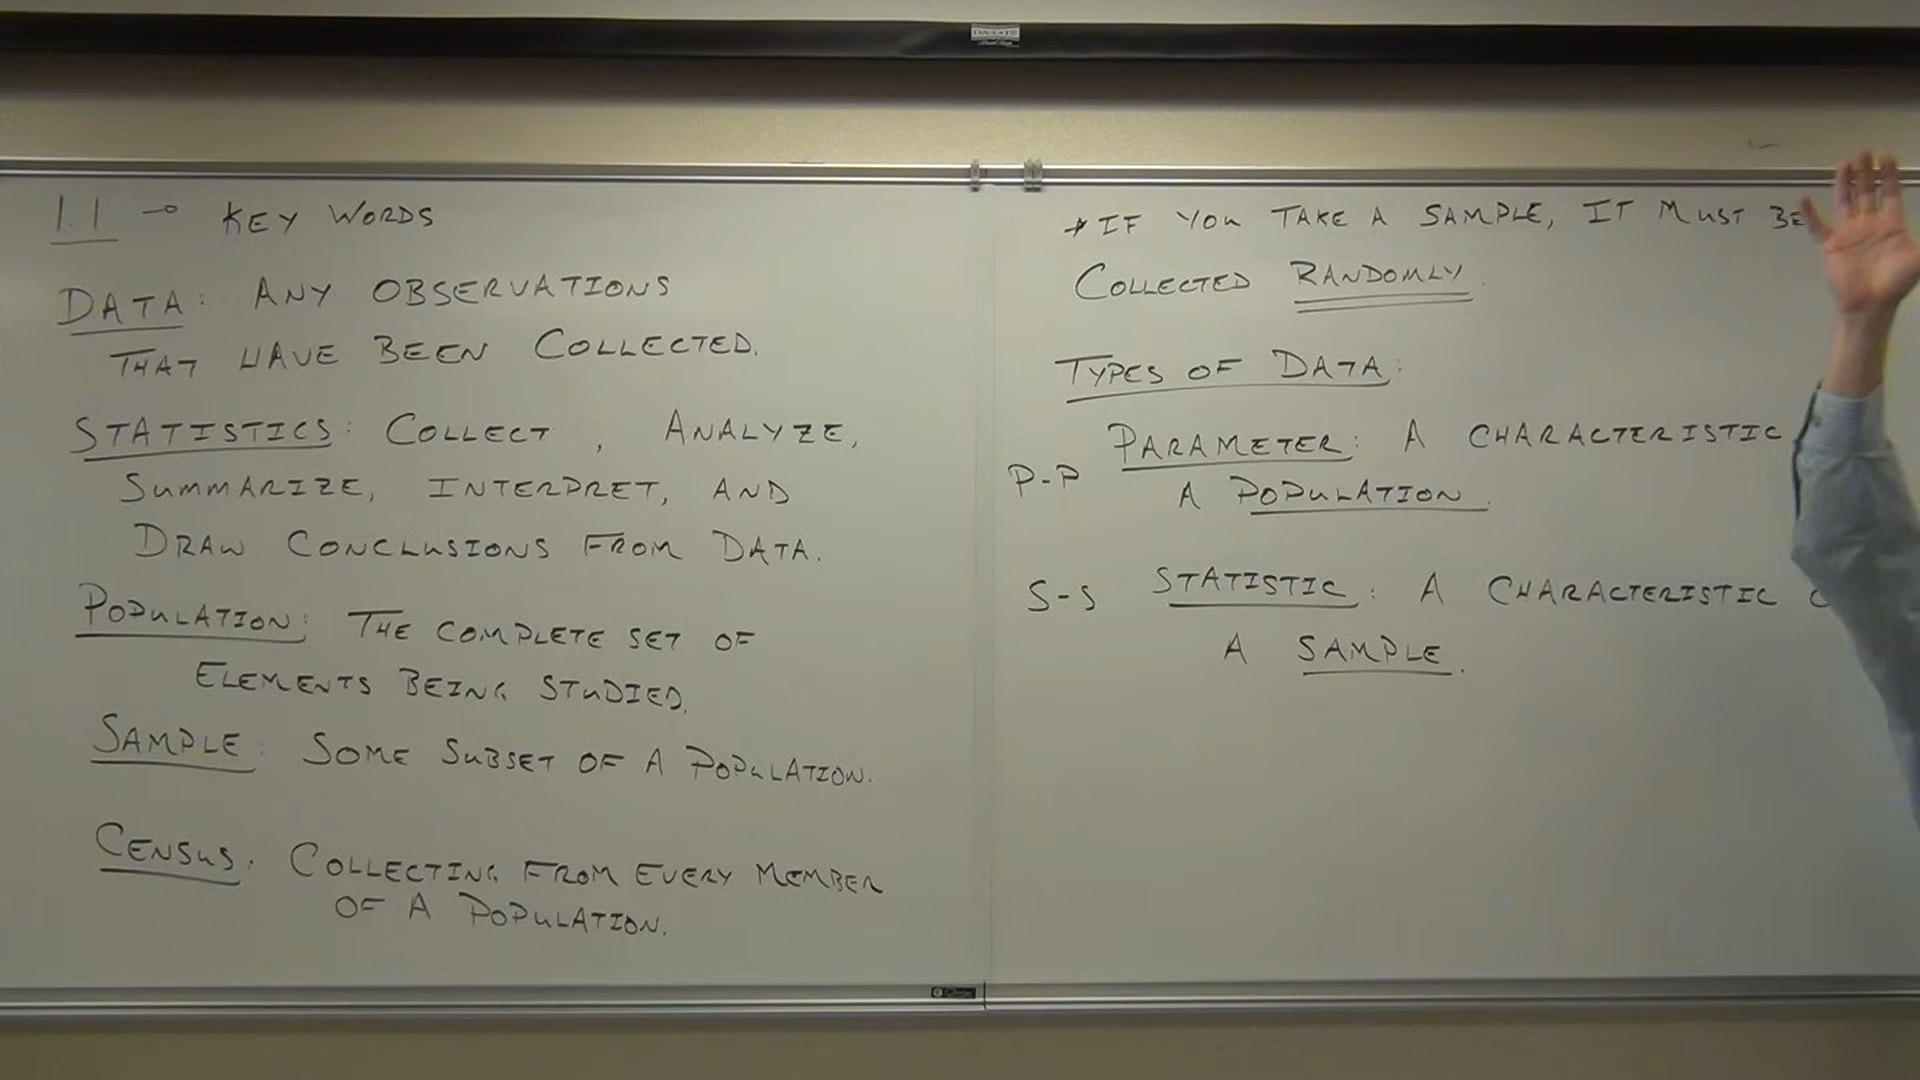 1.1 → KEY WORDS
DATA: ANY OBSERVATIONS
THAT HAVE BEEN COLLECTED.
STATISTICS: COLLECT, ANALYZE,
SUMMARIZE, INTERPRET, AND
DRAW CONCLUSIONS FROM DATA.
POPULATION: THE COMPLETE SET OF
ELEMENTS BEING STUDIED.
SAMPLE: SOME SUBSET OF A POPULATION.
CENSUS: COLLECTING FROM EVERY MEMBER
OF A POPULATION.
* IF YOU TAKE A SAMPLE, IT MUST BE
COLLECTED RANDOMLY.
TYPES OF DATA:
P-P PARAMETER: A CHARACTERISTIC
A POPULATION.
S-S STATISTIC: A CHARACTERISTIC
A SAMPLE.
DA-LITE